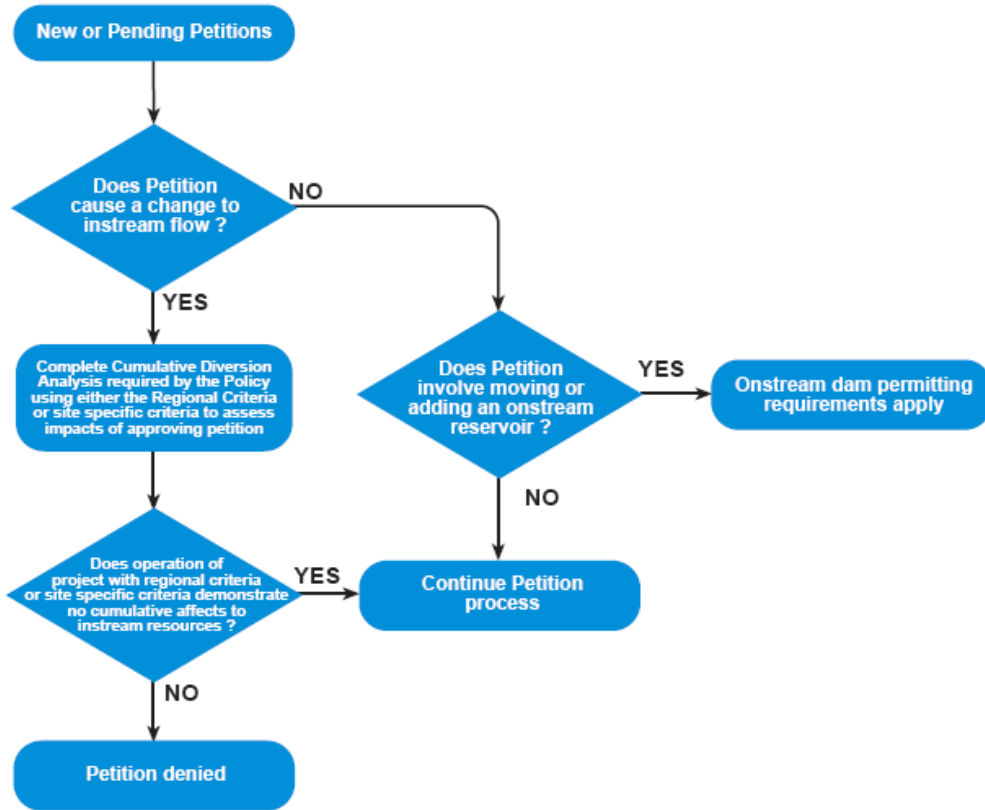 New or Pending Petitions
Does Petition
cause a change to
instream flow ?
NO
YES
Complete Cumulative Diversion
Analysis required by the Policy
using either the Regional Criteria
or site specific criteria to assess
impacts of approving petition
Does Petition
involve moving or
adding an onstream
reservoir ?
YES
Onstream dam permitting
requirements apply
NO
Does operation of
project with regional criteria
or site specific criteria demonstrate
no cumulative affects to
instream resources ?
YES
Continue Petition
process
NO
Petition denied